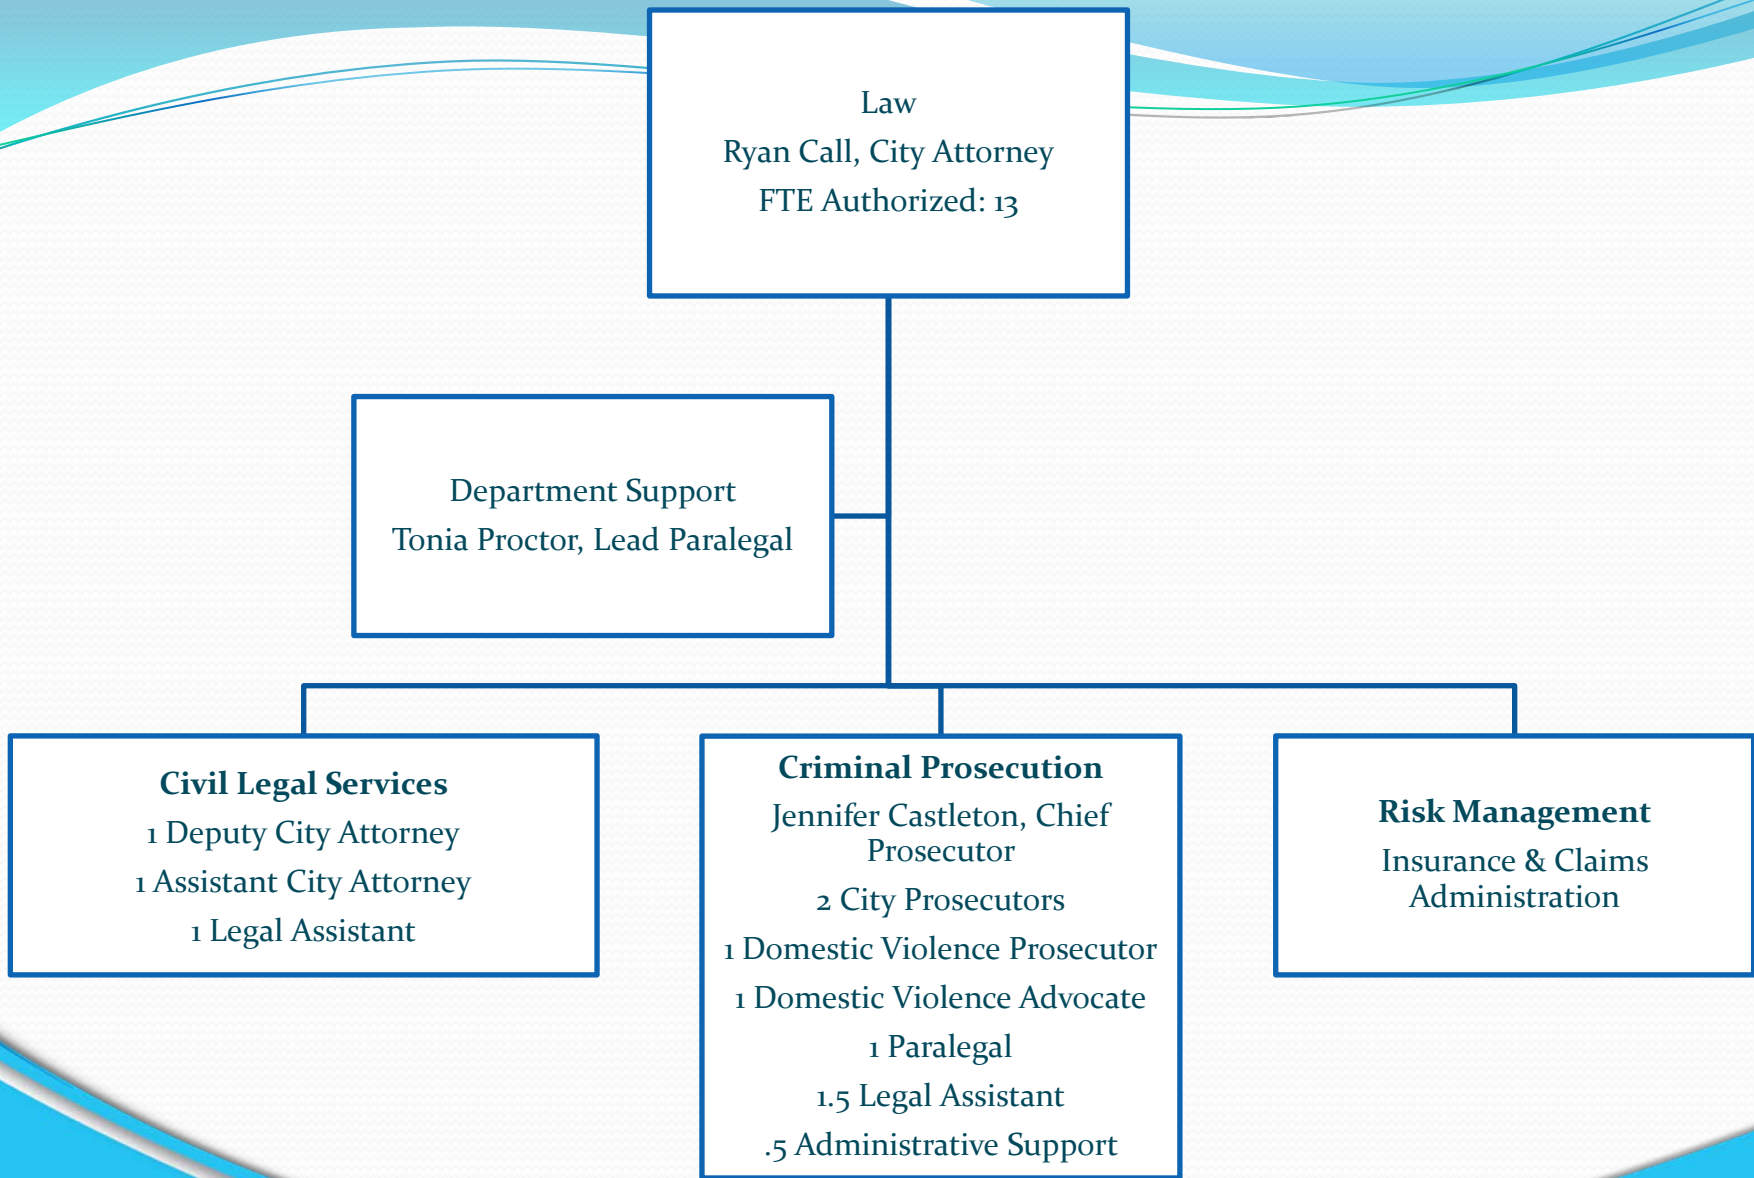 Law
Ryan Call, City Attorney
FTE Authorized: 13
Department Support
Tonia Proctor, Lead Paralegal
Civil Legal Services
1 Deputy City Attorney
1 Assistant City Attorney
1 Legal Assistant
Criminal Prosecution
Jennifer Castleton, Chief
Prosecutor
2 City Prosecutors
1 Domestic Violence Prosecutor
1 Domestic Violence Advocate
1 Paralegal
1.5 Legal Assistant
.5 Administrative Support
Risk Management
Insurance & Claims
Administration